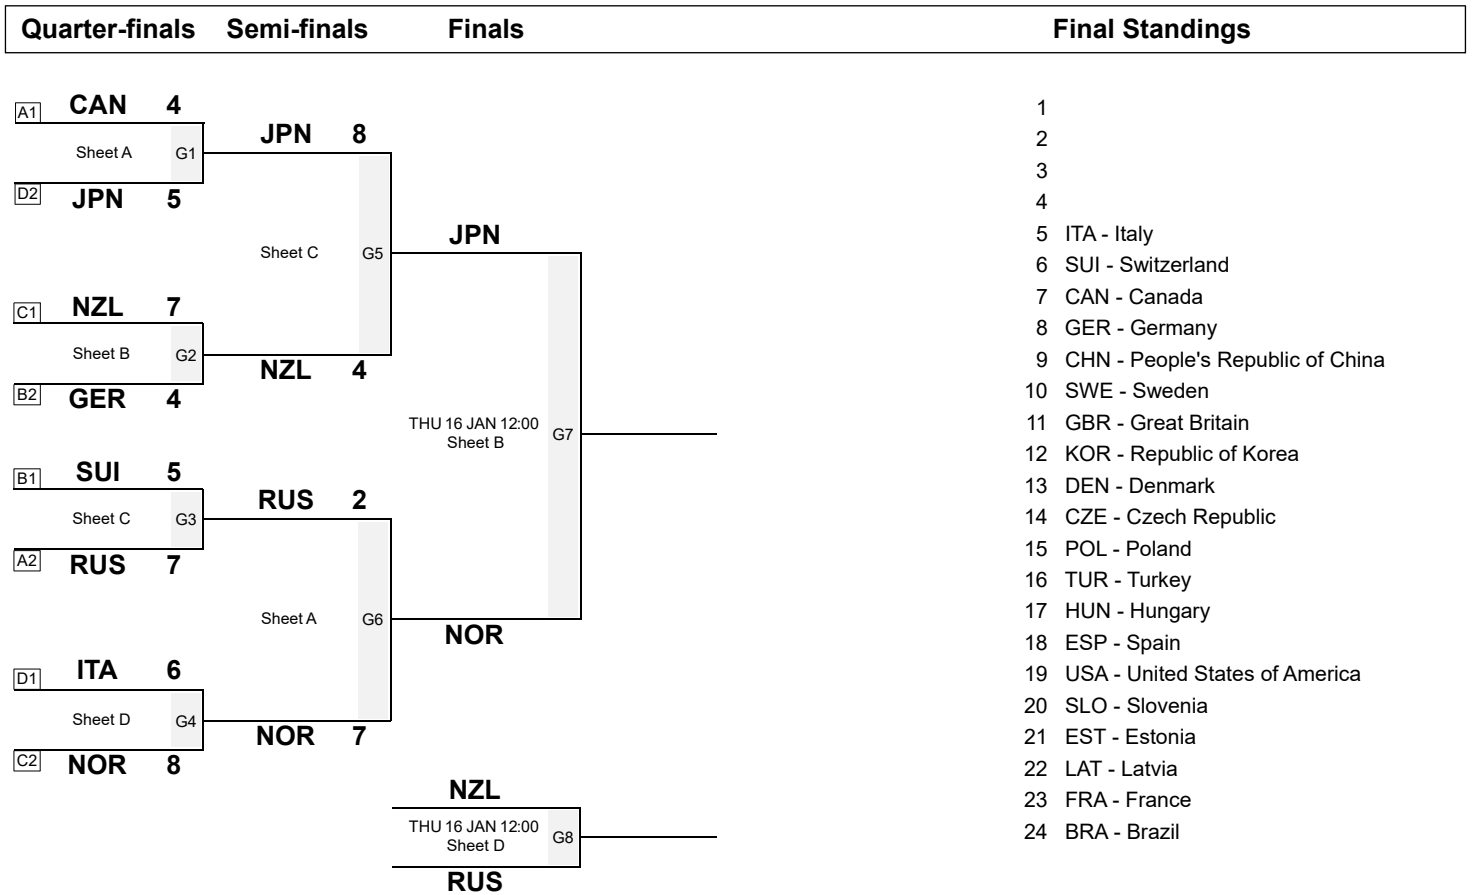 Quarter-finals Semi-finals Finals Final Standings
A1 CAN 4
Sheet A G1
D2 JPN 5
C1 NZL 7
Sheet B G2
B2 GER 4
B1 SUI 5
Sheet C G3
A2 RUS 7
D1 ITA 6
Sheet D G4
C2 NOR 8
JPN 8
Sheet C G5
NZL 4
RUS 2
Sheet A G6
NOR 7
JPN
THU 16 JAN 12:00
Sheet B G7
NOR
NZL
THU 16 JAN 12:00
Sheet D G8
RUS
1
2
3
4
5 ITA - Italy
6 SUI - Switzerland
7 CAN - Canada
8 GER - Germany
9 CHN - People's Republic of China
10 SWE - Sweden
11 GBR - Great Britain
12 KOR - Republic of Korea
13 DEN - Denmark
14 CZE - Czech Republic
15 POL - Poland
16 TUR - Turkey
17 HUN - Hungary
18 ESP - Spain
19 USA - United States of America
20 SLO - Slovenia
21 EST - Estonia
22 LAT - Latvia
23 FRA - France
24 BRA - Brazil